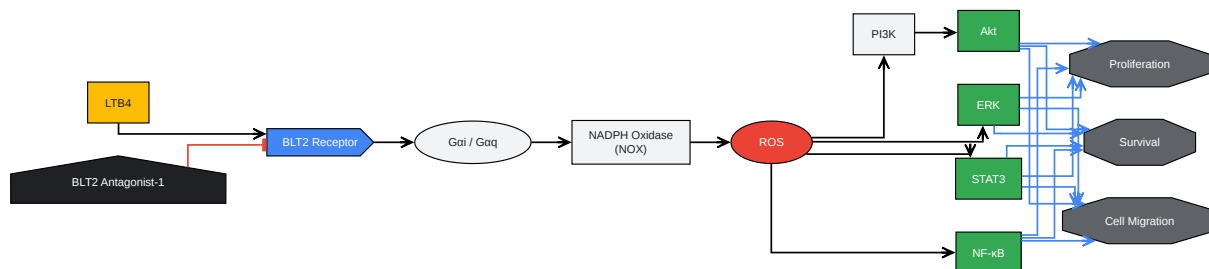 LTB4
BLT2 Antagonist-1
BLT2 Receptor
Gαi / Gαq
NADPH Oxidase
(NOX)
ROS
PI3K
Akt
ERK
STAT3
NF-κB
Proliferation
Survival
Cell Migration